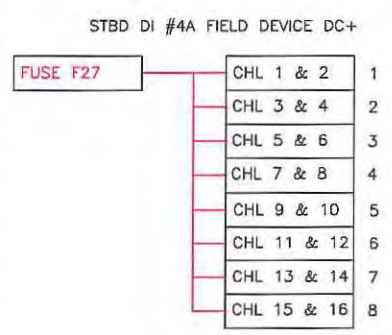 STBD DI #4A FIELD DEVICE DC+
FUSE F27
CHL 1 & 2 1
CHL 3 & 4 2
CHL 5 & 6 3
CHL 7 & 8 4
CHL 9 & 10 5
CHL 11 & 12 6
CHL 13 & 14 7
CHL 15 & 16 8